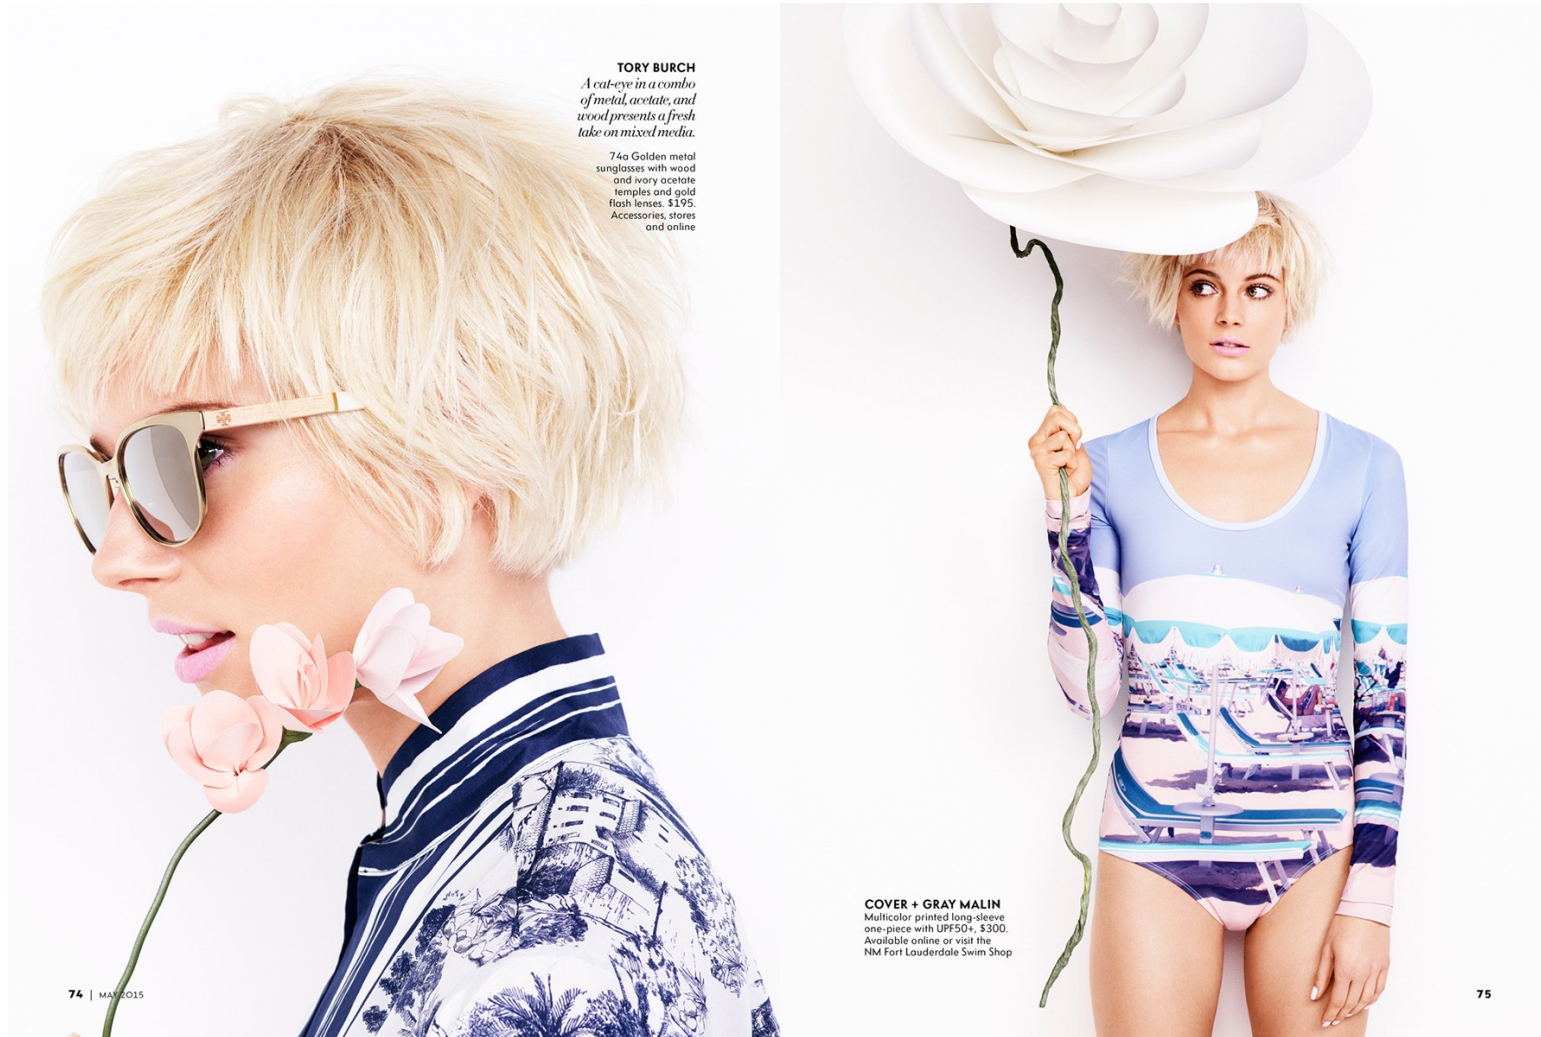 TORY BURCH
A cat-eye in a combo
of metal, acetate, and
wood presents a fresh
take on mixed media.
74a Golden metal
sunglasses with wood
and ivory acetate
temples and gold
flash lenses. $195.
Accessories, stores
and online
COVER + GRAY MALIN
Multicolor printed long-sleeve
one-piece with UPF50+, $300.
Available online or visit the
NM Fort Lauderdale Swim Shop
74 | MAY 2015
75